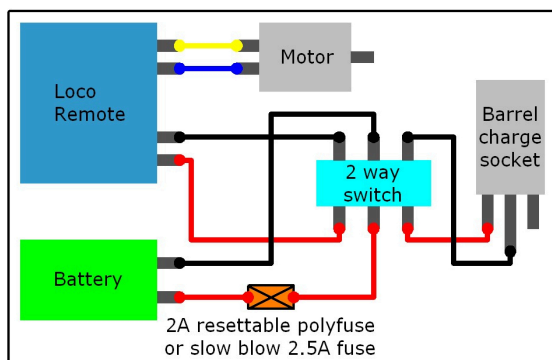 Loco
Remote
Motor
Barrel
charge
socket
2 way
switch
Battery
2A resettable polyfuse
or slow blow 2.5A fuse